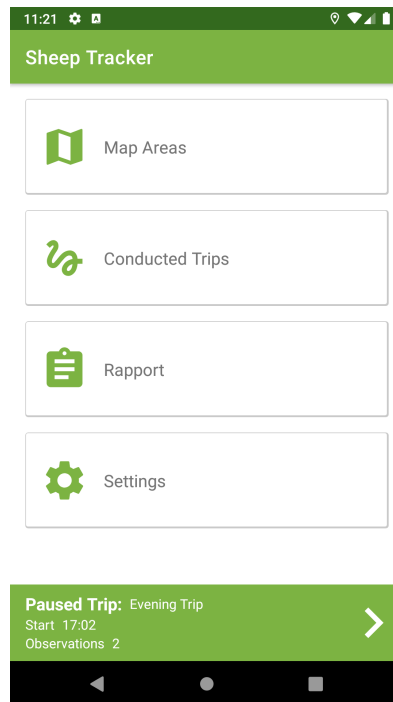 11:21
Sheep Tracker
Map Areas
Conducted Trips
Rapport
Settings
Paused Trip: Evening Trip
Start 17:02
Observations 2